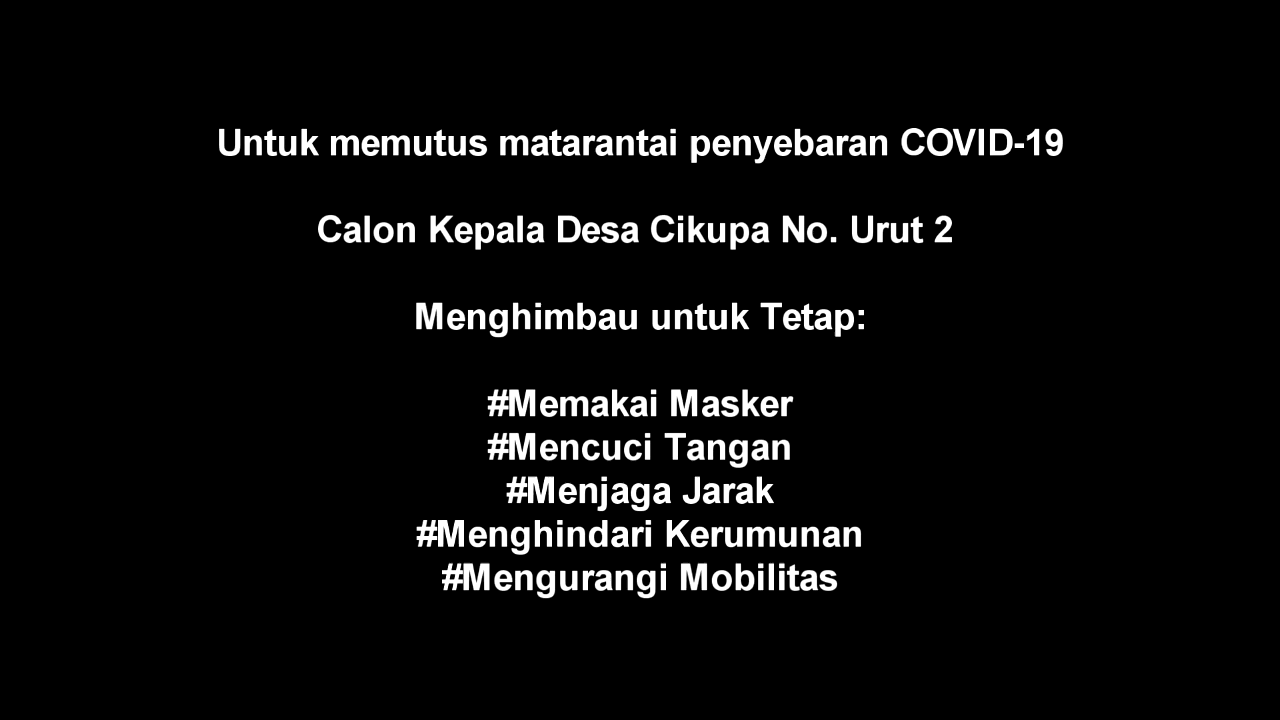 Untuk memutus matarantai penyebaran COVID-19
Calon Kepala Desa Cikupa No. Urut 2
Menghimbau untuk Tetap:
#Memakai Masker
#Mencuci Tangan
#Menjaga Jarak
#Menghindari Kerumunan
#Mengurangi Mobilitas